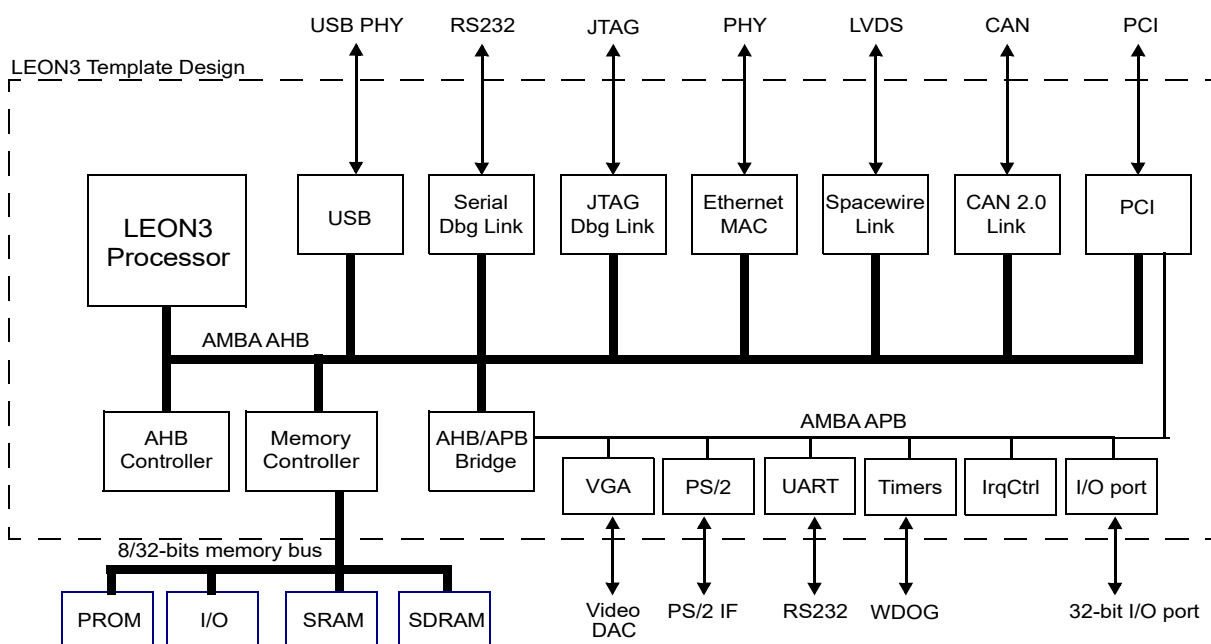 USB PHY
RS232
JTAG
PHY
LVDS
CAN
PCI
LEON3 Template Design
LEON3
Processor
USB
Serial
Dbg Link
JTAG
Dbg Link
Ethernet
MAC
Spacewire
Link
CAN 2.0
Link
PCI
AMBA AHB
AHB
Controller
Memory
Controller
AHB/APB
Bridge
AMBA APB
VGA
PS/2
UART
Timers
IrqCtrl
I/O port
8/32-bits memory bus
PROM
I/O
SRAM
SDRAM
Video
DAC
PS/2 IF
RS232
WDOG
32-bit I/O port